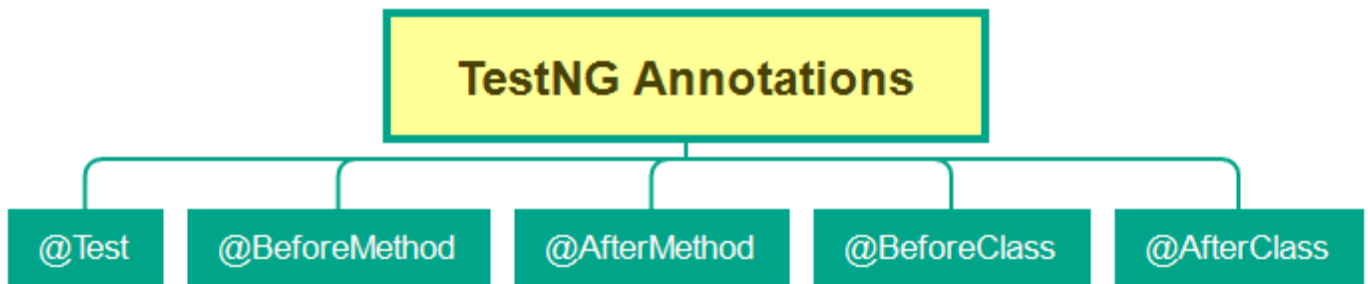 TestNG Annotations
@Test
@BeforeMethod
@AfterMethod
@BeforeClass
@AfterClass